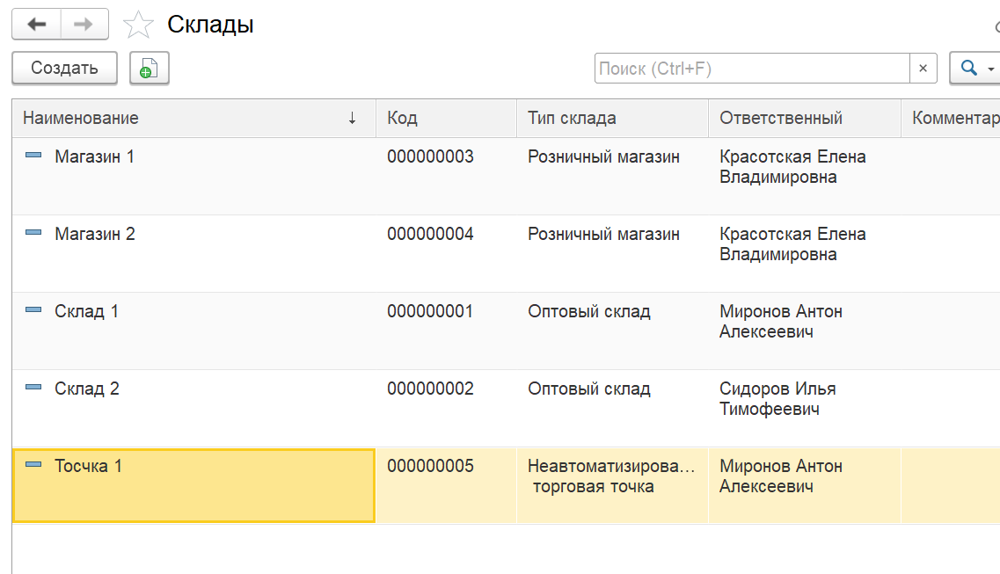 Склады
Создать
Поиск (Ctrl+F)
Наименование ↓ Код Тип склада Ответственный Комментар
Магазин 1 000000003 Розничный магазин Красотская Елена
Владимировна
Магазин 2 000000004 Розничный магазин Красотская Елена
Владимировна
Склад 1 000000001 Оптовый склад Миронов Антон
Алексеевич
Склад 2 000000002 Оптовый склад Сидоров Илья
Тимофеевич
Тосчка 1 000000005 Неавтоматизирова... Миронов Антон
торговая точка Алексеевич